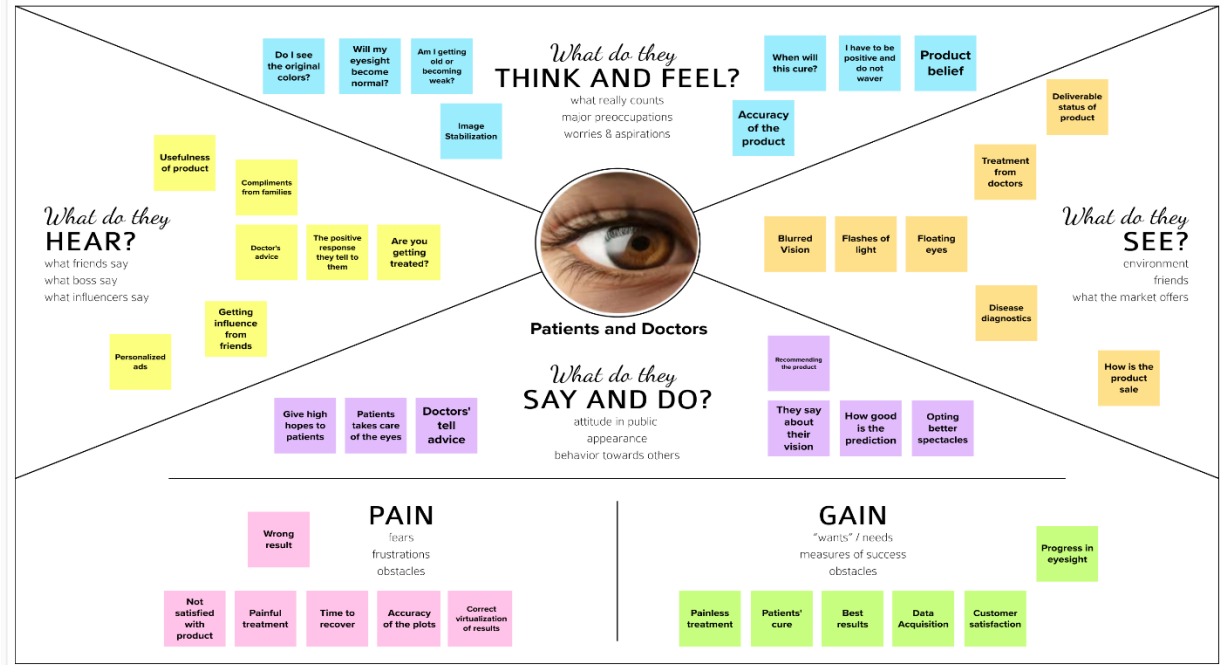 What do they
THINK AND FEEL?
what really counts
major preoccupations
worries & aspirations
Do I see
the original
colors?
Will my
eyesight
become
normal?
Am I getting
old or
becoming
weak?
Image
Stabilization
When will
this cure?
I have to be
positive and
do not
waver
Product
belief
Accuracy
of the
product
What do they
HEAR?
what friends say
what boss say
what influencers say
Usefulness
of product
Compliments
from families
Doctor's
advice
The positive
response
they tell to
them
Are you
getting
treated?
Getting
influence
from
friends
Personalized
ads
What do they
SEE?
environment
friends
what the market offers
Deliverable
status of
product
Treatment
from
doctors
Blurred
Vision
Flashes of
light
Floating
eyes
Disease
diagnostics
How is the
product
sale
Patients and Doctors
What do they
SAY AND DO?
attitude in public
appearance
behavior towards others
Give high
hopes to
patients
Patients
takes care
of the eyes
Doctors'
tell
advice
Recommending
the product
They say
about
their
vision
How good
is the
prediction
Opting
better
spectacles
PAIN
fears
frustrations
obstacles
Wrong
result
Not
satisfied
with
product
Painful
treatment
Time to
recover
Accuracy
of the plots
Correct
virtualization
of results
GAIN
"wants" / needs
measures of success
obstacles
Progress in
eyesight
Painless
treatment
Patients'
cure
Best
results
Data
Acquisition
Customer
satisfaction